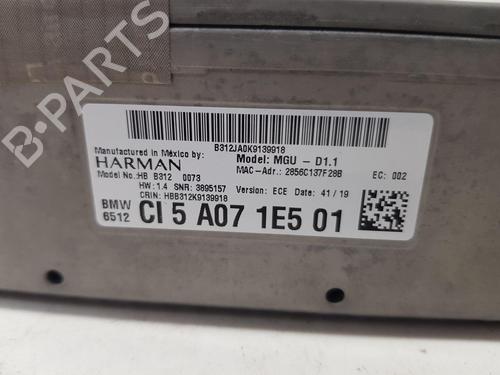 B312JA0K9139918
Manufactured in México by:
HARMAN
Model: MGU - D1.1
MAC-Adr.: 2856C137F28B
EC: 002
Model No.:HB B312 0073
HW: 1.4 SNR: 3895157
Version: ECE Date: 41/19
CRIN: HBB312K9139918
BMW
6512
CI 5 A07 1E5 01
B-PARTS